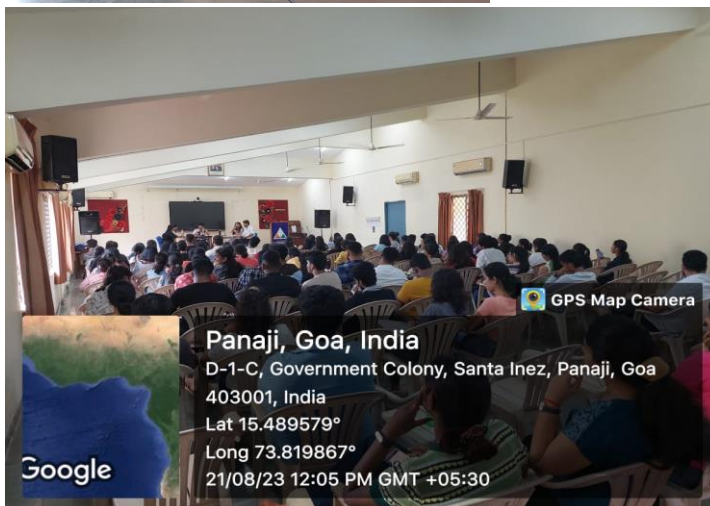 GPS Map Camera
Panaji, Goa, India
D-1-C, Government Colony, Santa Inez, Panaji, Goa
403001, India
Lat 15.489579°
Long 73.819867°
21/08/23 12:05 PM GMT +05:30
Google